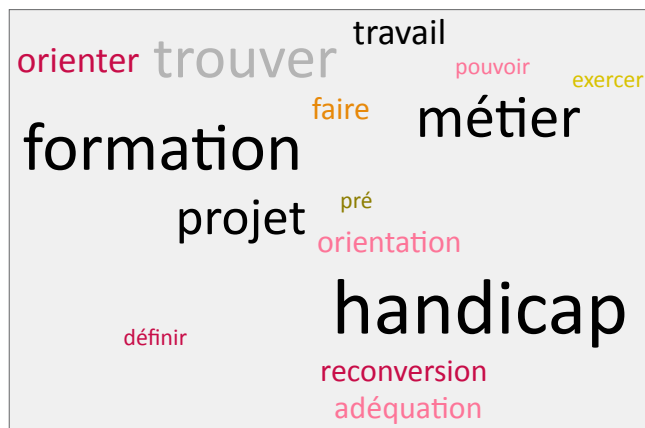 travail
orienter
trouver
pouvoir
exercer
faire
métier
formation
pré
projet
orientation
handicap
définir
reconversion
adéquation